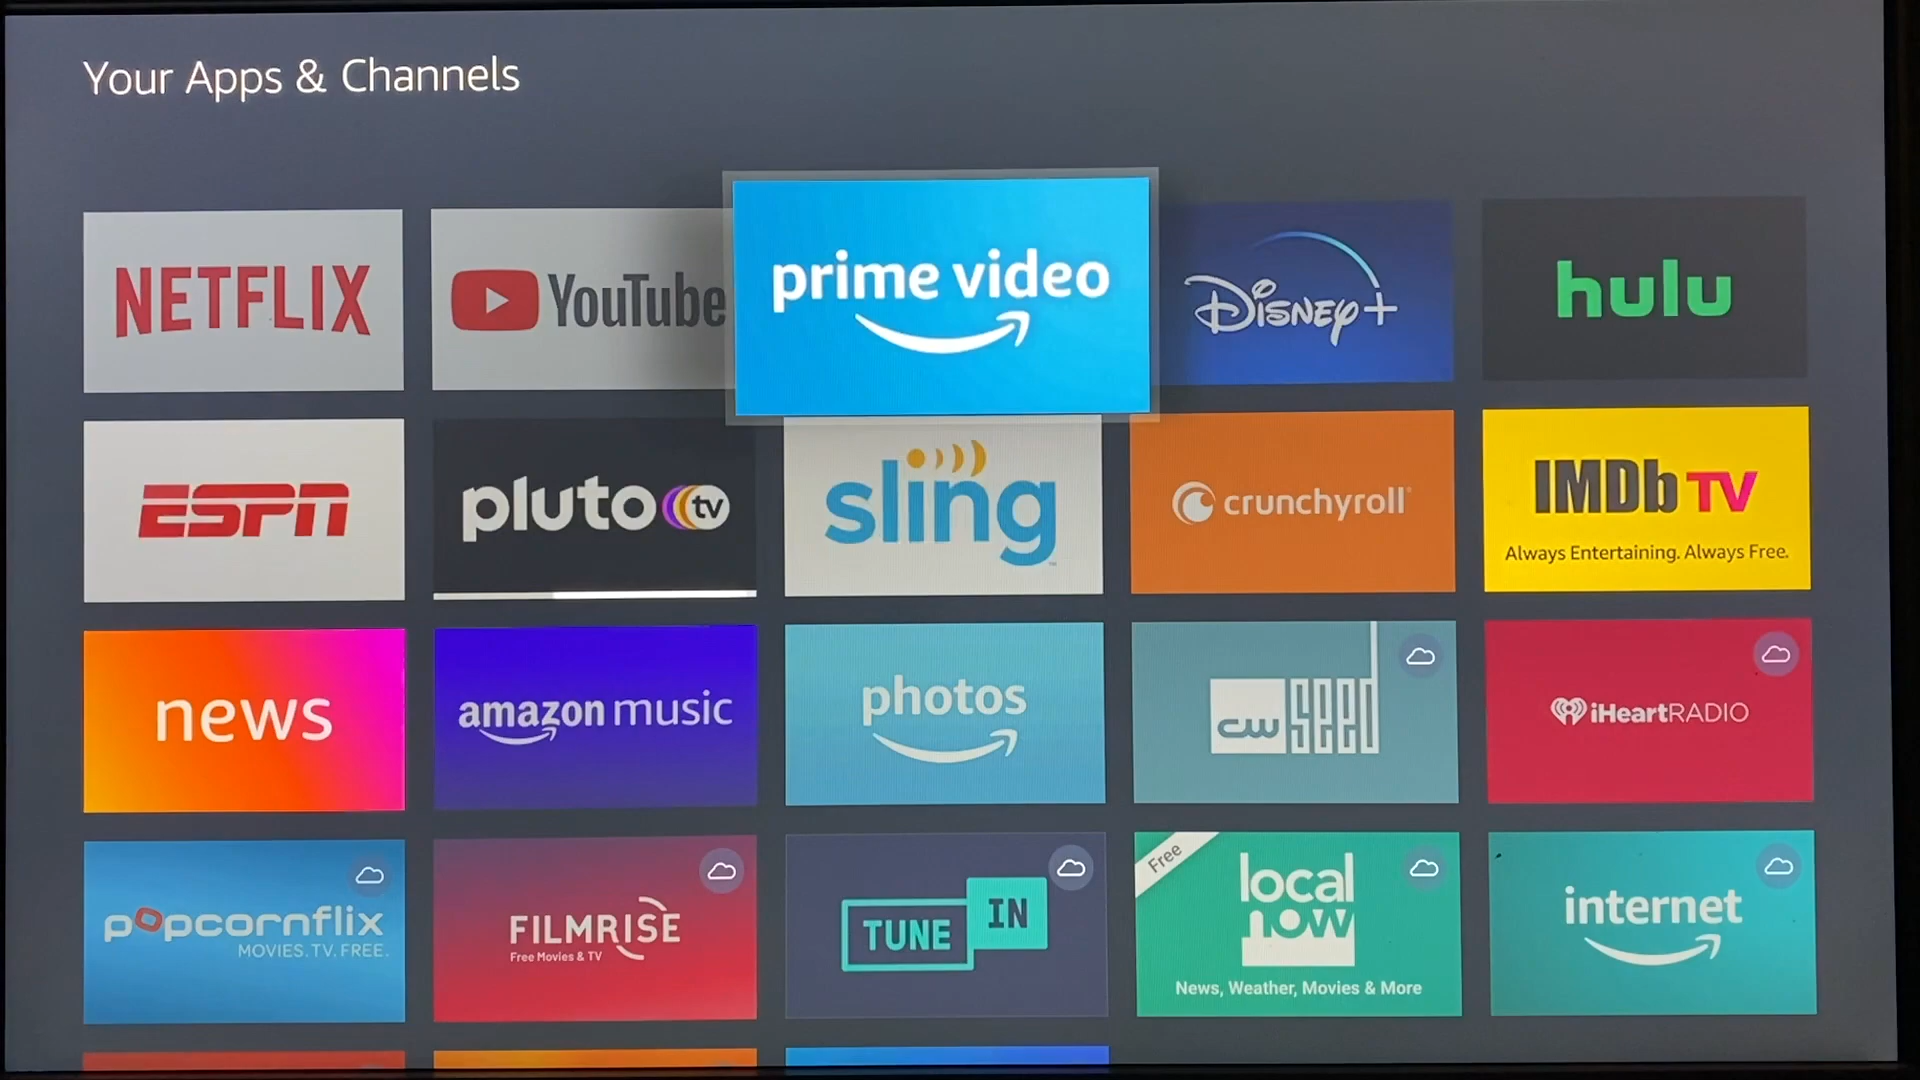 Your Apps & Channels
NETFLIX
YouTube
prime video
Disney+
hulu
ESPN
pluto tv
sling
crunchyroll
IMDb TV
Always Entertaining. Always Free.
news
amazon music
photos
CW seed
iHeartRADIO
popcornflix
MOVIES. TV. FREE.
FILMRISE
Free Movies & TV
TUNE IN
Free
local
now
News, Weather, Movies & More
internet